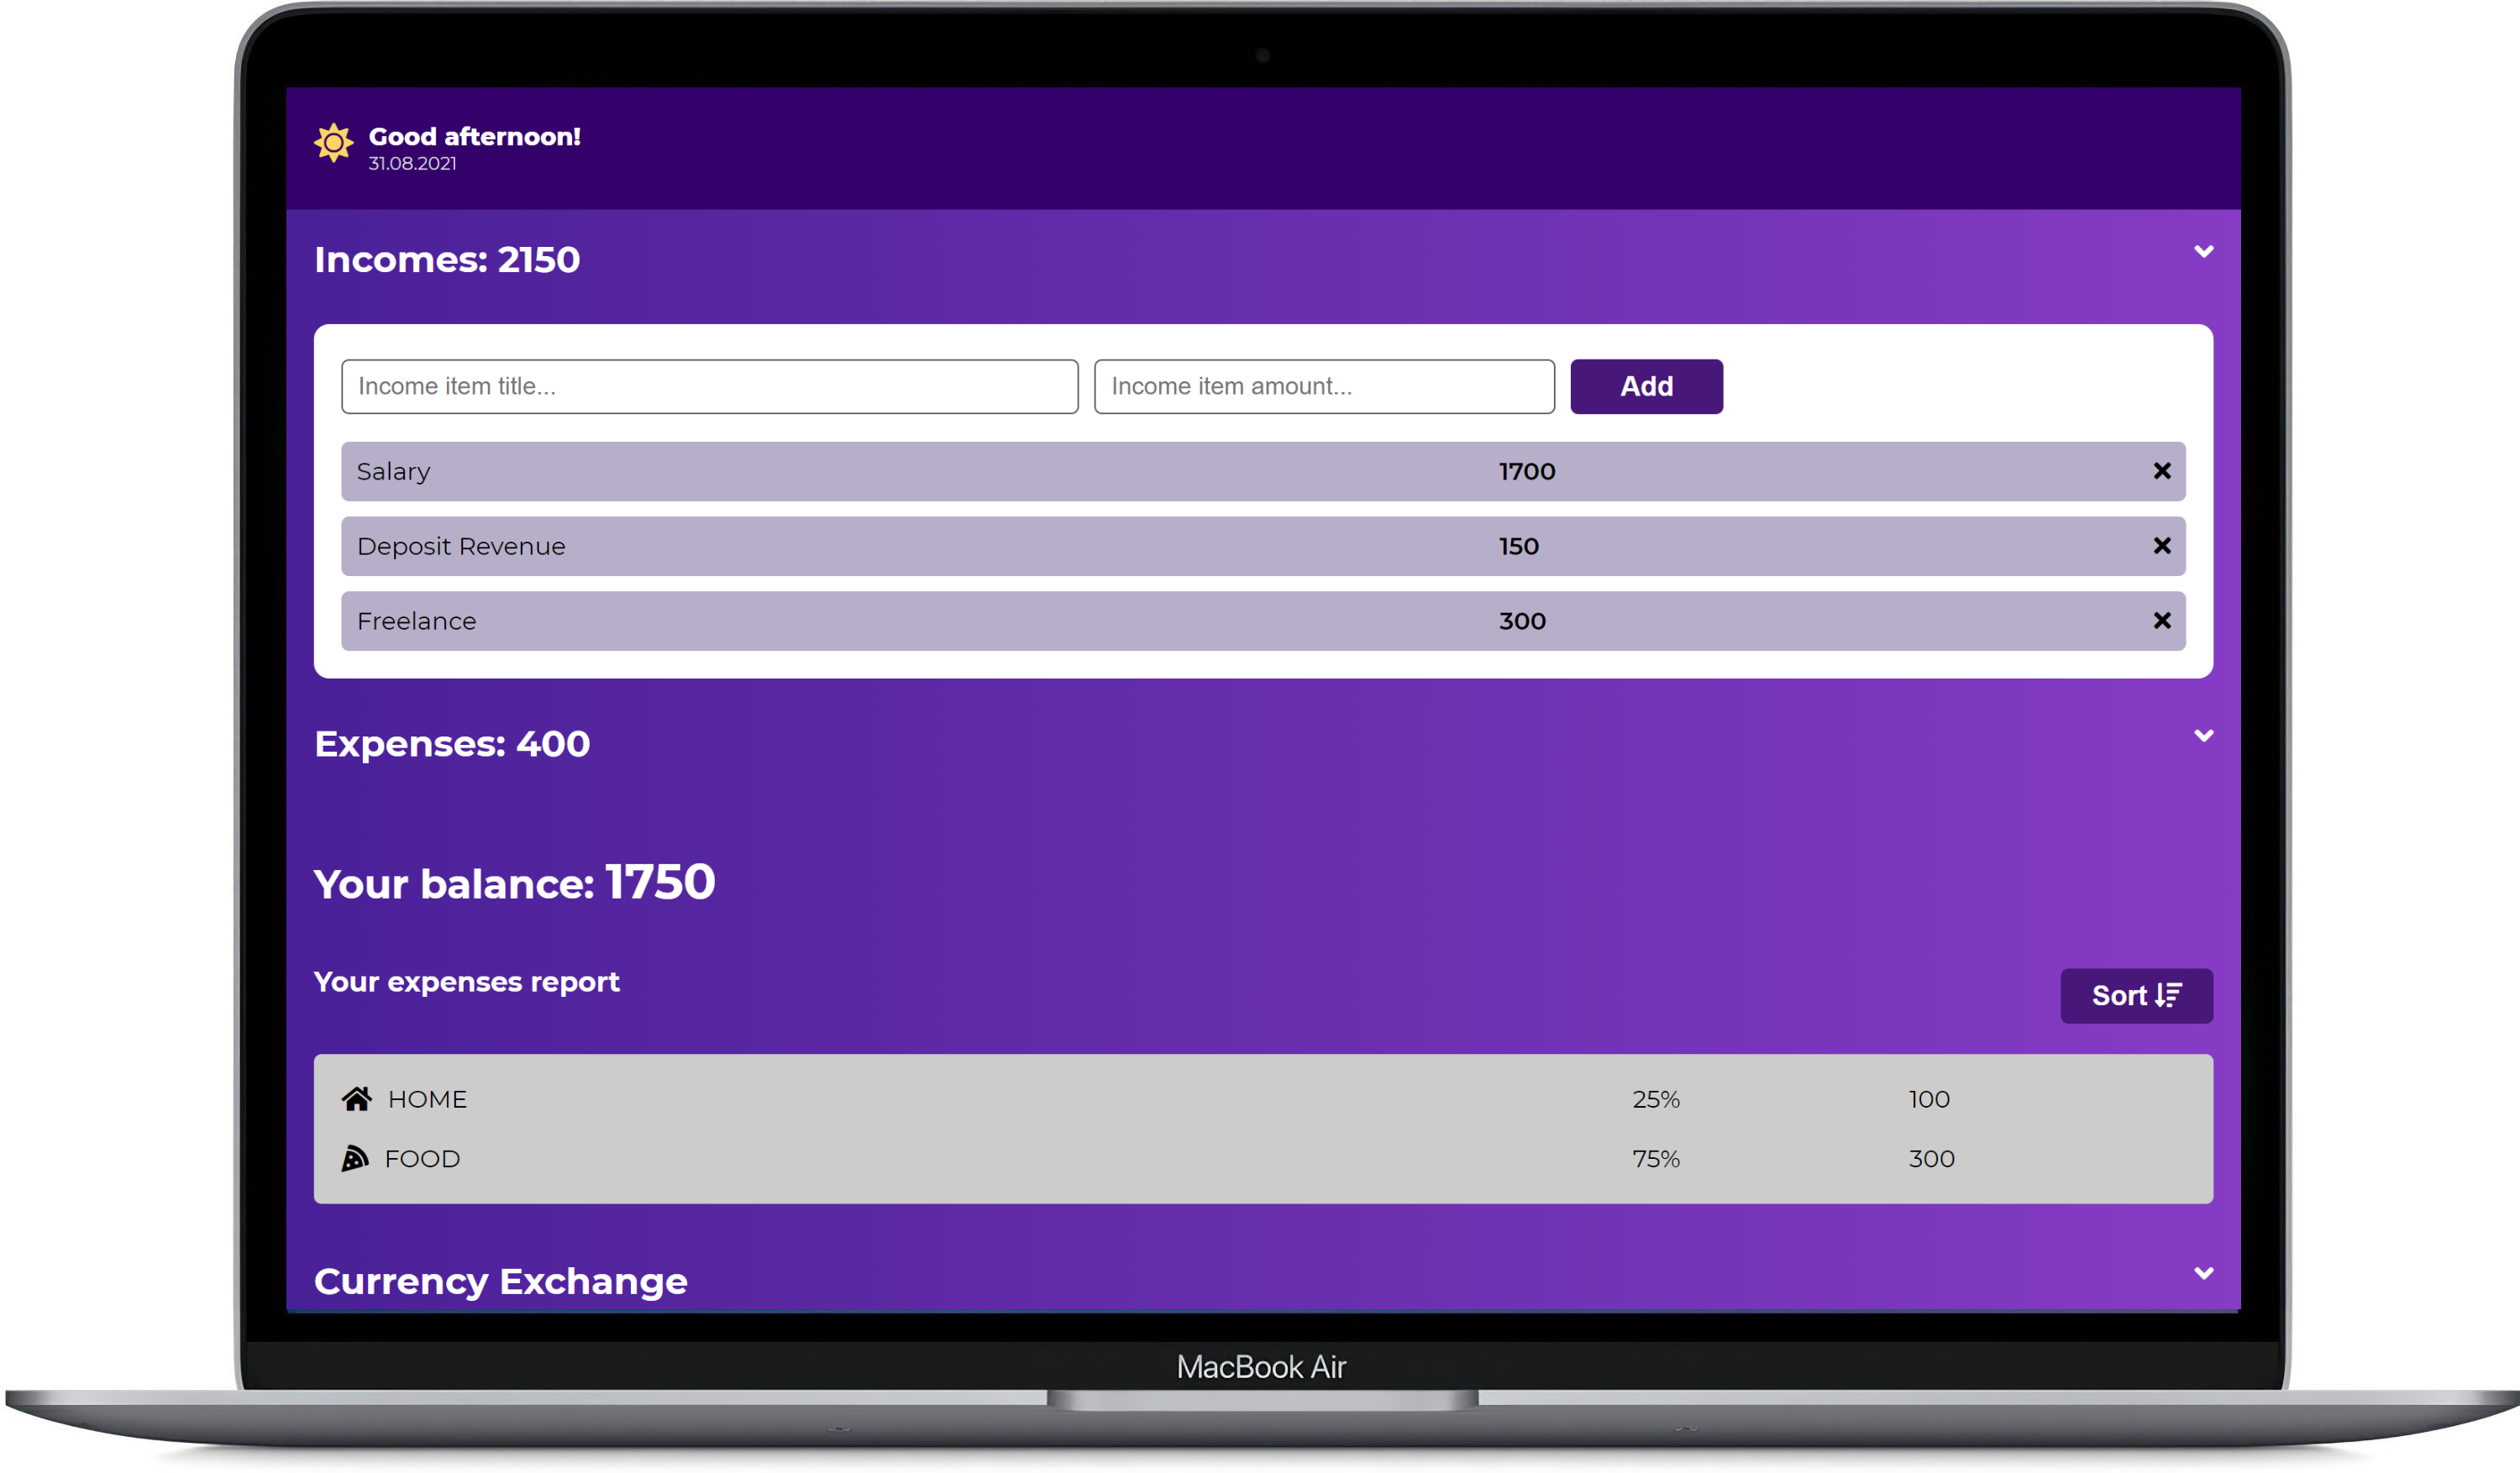 Good afternoon!
31.08.2021
Incomes: 2150
Income item title...
Income item amount...
Add
Salary 1700
Deposit Revenue 150
Freelance 300
Expenses: 400
Your balance: 1750
Your expenses report
Sort
HOME 25% 100
FOOD 75% 300
Currency Exchange
MacBook Air